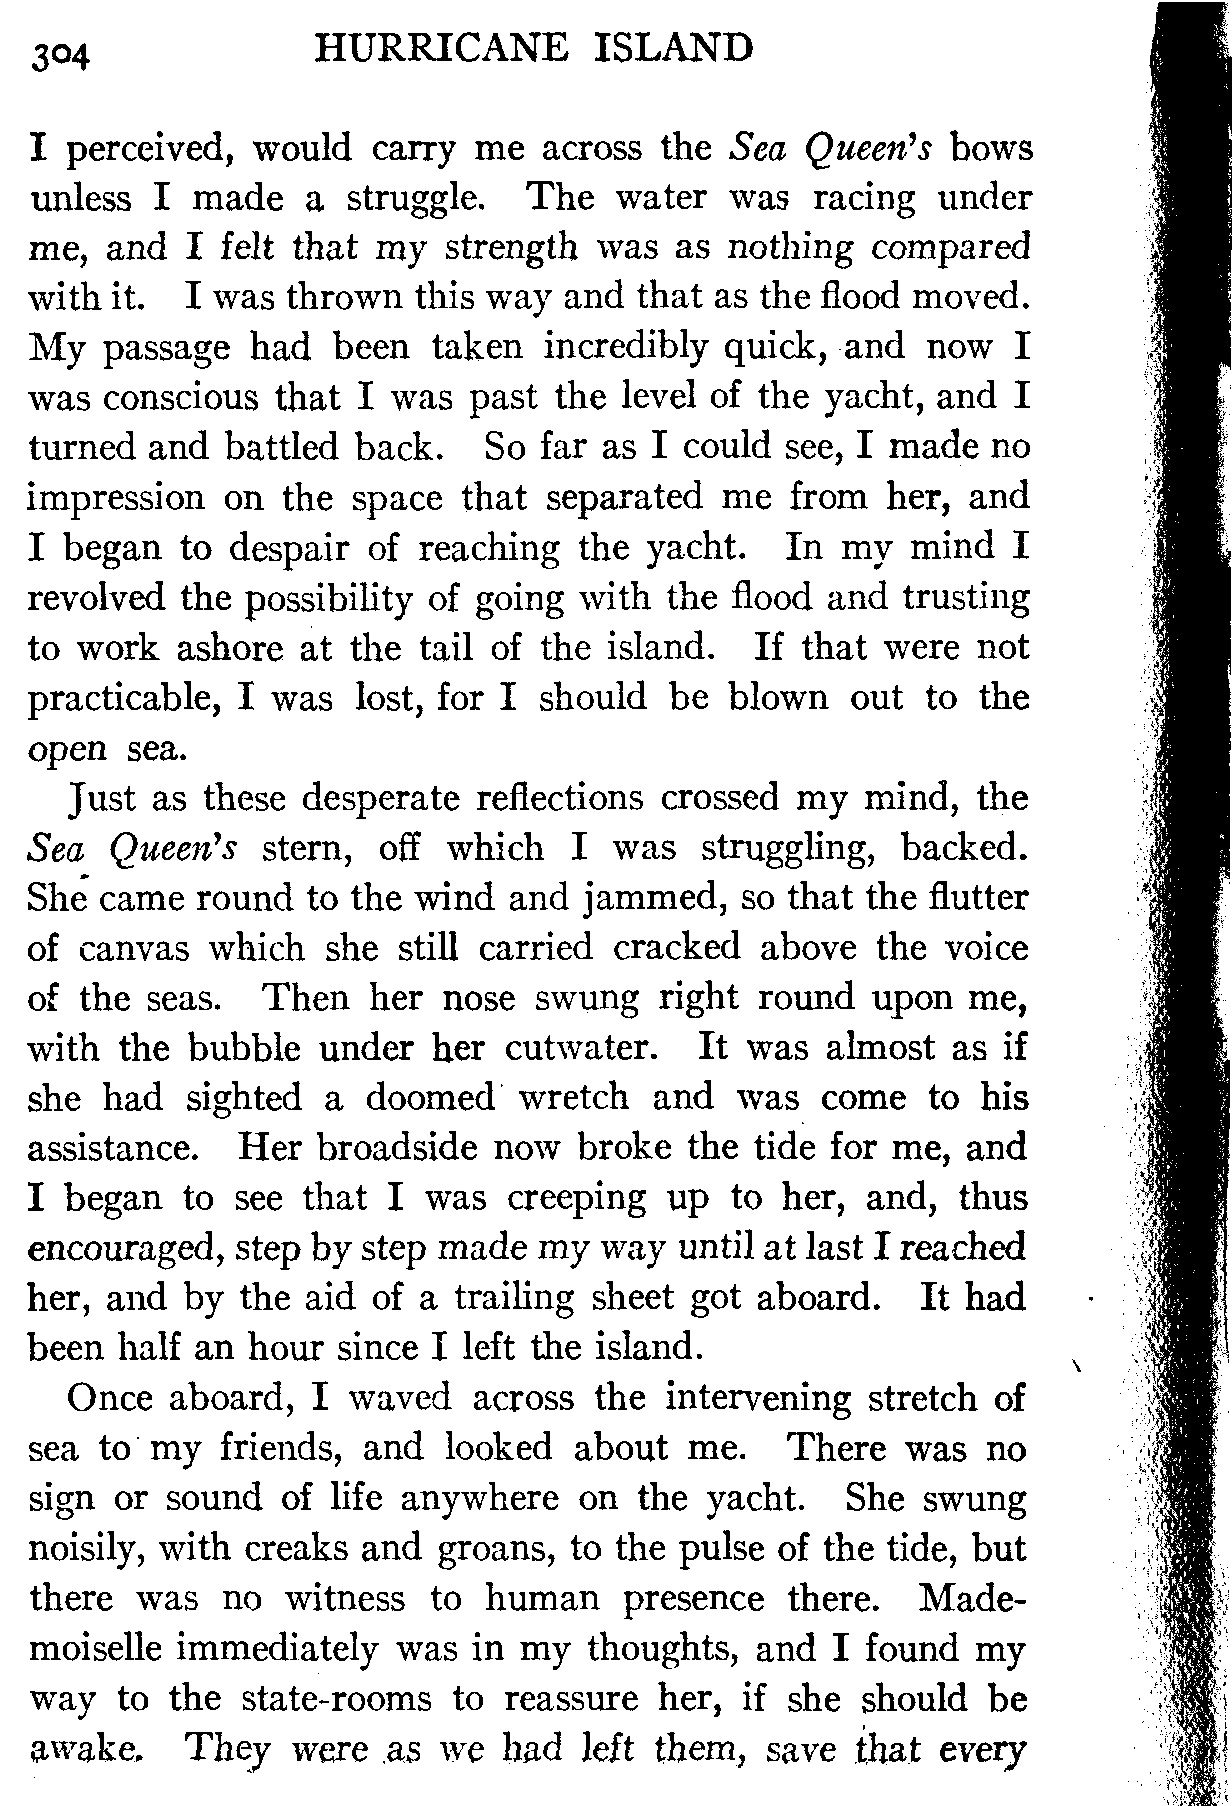 304 HURRICANE ISLAND
I perceived, would carry me across the Sea Queen's bows
unless I made a struggle. The water was racing under
me, and I felt that my strength was as nothing compared
with it. I was thrown this way and that as the flood moved.
My passage had been taken incredibly quick, and now I
was conscious that I was past the level of the yacht, and I
turned and battled back. So far as I could see, I made no
impression on the space that separated me from her, and
I began to despair of reaching the yacht. In my mind I
revolved the possibility of going with the flood and trusting
to work ashore at the tail of the island. If that were not
practicable, I was lost, for I should be blown out to the
open sea.
Just as these desperate reflections crossed my mind, the
Sea Queen's stern, off which I was struggling, backed.
She came round to the wind and jammed, so that the flutter
of canvas which she still carried cracked above the voice
of the seas. Then her nose swung right round upon me,
with the bubble under her cutwater. It was almost as if
she had sighted a doomed wretch and was come to his
assistance. Her broadside now broke the tide for me, and
I began to see that I was creeping up to her, and, thus
encouraged, step by step made my way until at last I reached
her, and by the aid of a trailing sheet got aboard. It had
been half an hour since I left the island.
Once aboard, I waved across the intervening stretch of
sea to my friends, and looked about me. There was no
sign or sound of life anywhere on the yacht. She swung
noisily, with creaks and groans, to the pulse of the tide, but
there was no witness to human presence there. Made-
moiselle immediately was in my thoughts, and I found my
way to the state-rooms to reassure her, if she should be
awake. They were as we had left them, save that every